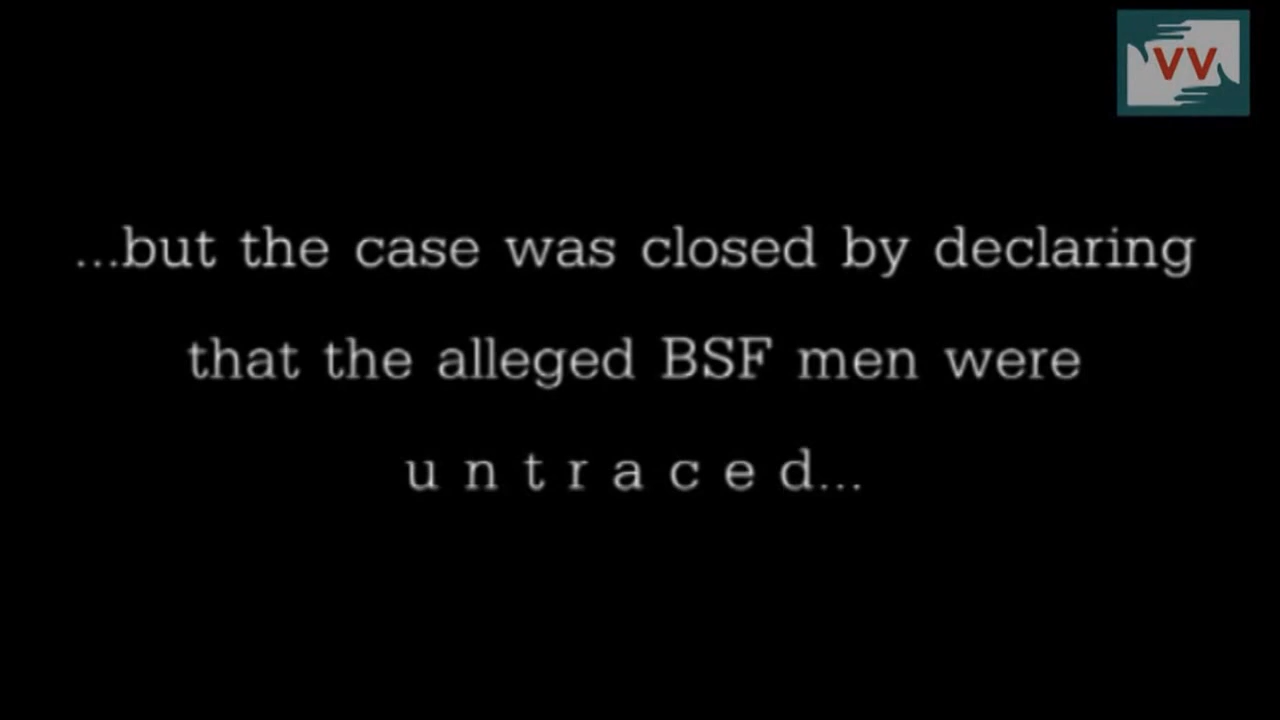 VV
...but the case was closed by declaring
that the alleged BSF men were
u n t r a c e d...